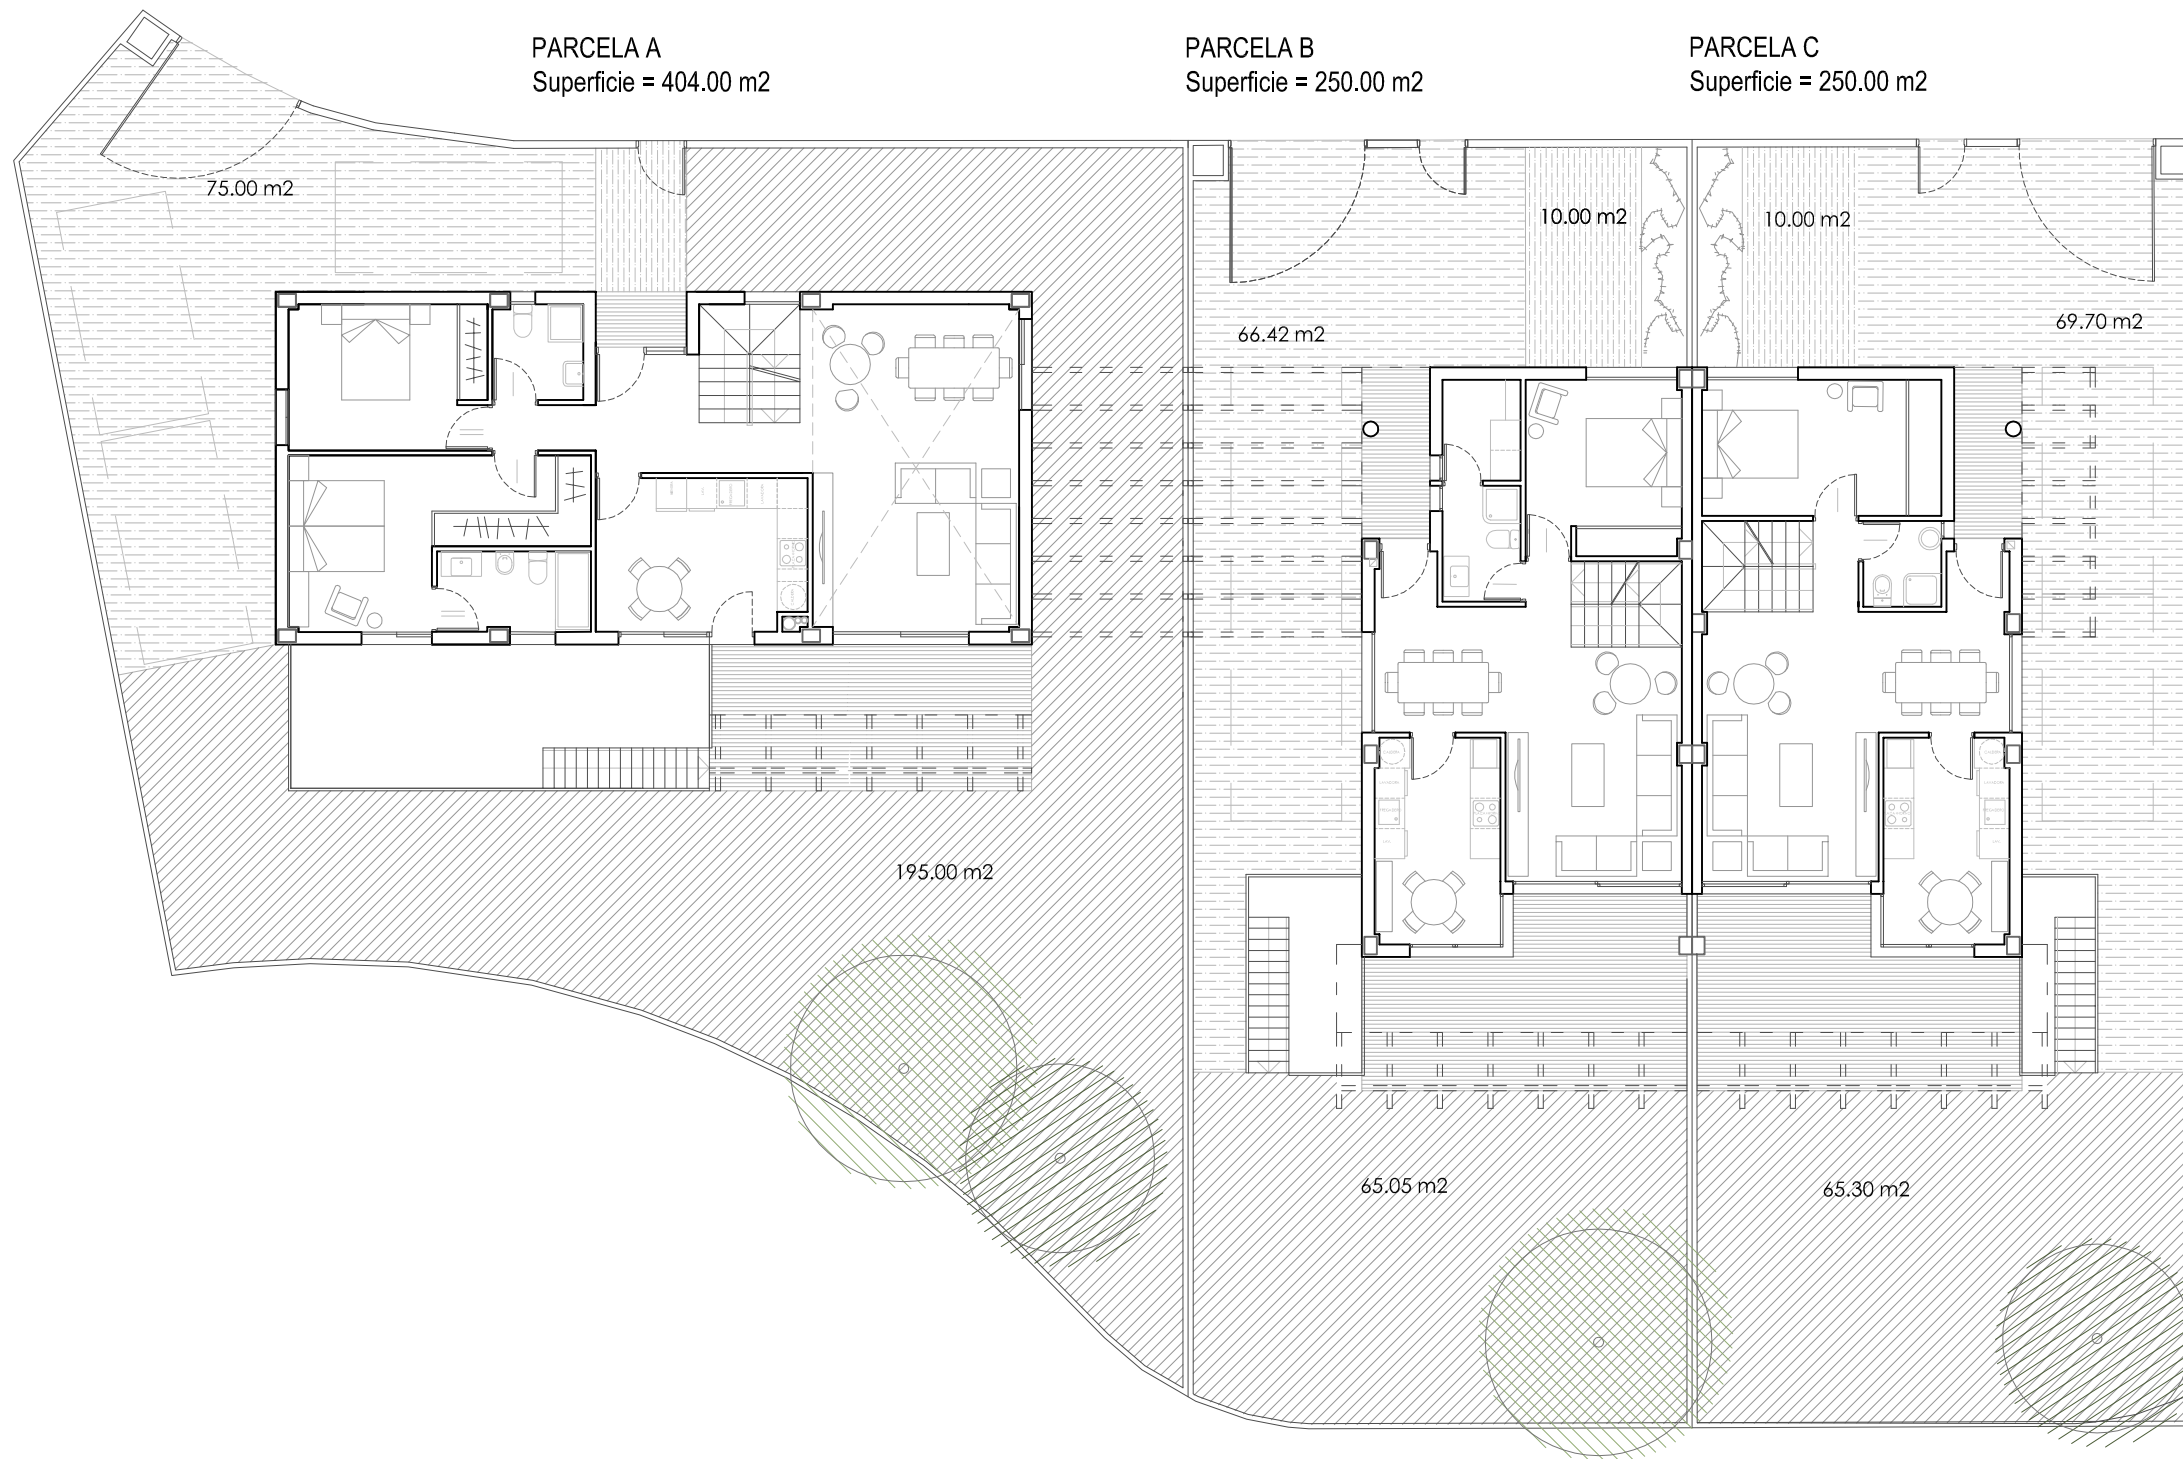 PARCELA A
Superficie = 404.00 m2
PARCELA B
Superficie = 250.00 m2
PARCELA C
Superficie = 250.00 m2
75.00 m2
10.00 m2
10.00 m2
66.42 m2
69.70 m2
195.00 m2
65.05 m2
65.30 m2